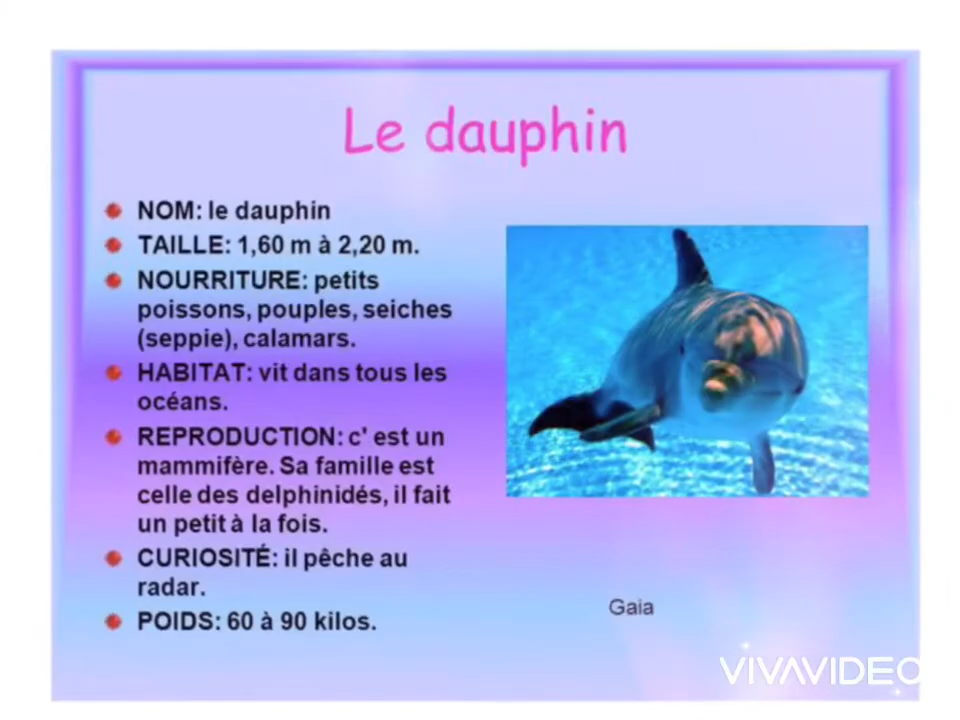 Le dauphin
NOM: le dauphin
TAILLE: 1,60 m à 2,20 m.
NOURRITURE: petits
poissons, pouples, seiches
(seppie), calamars.
HABITAT: vit dans tous les
océans.
REPRODUCTION: c' est un
mammifère. Sa famille est
celle des delphinidés, il fait
un petit à la fois.
CURIOSITÉ: il pêche au
radar.
POIDS: 60 à 90 kilos.
Gaia
VIVAVIDEO